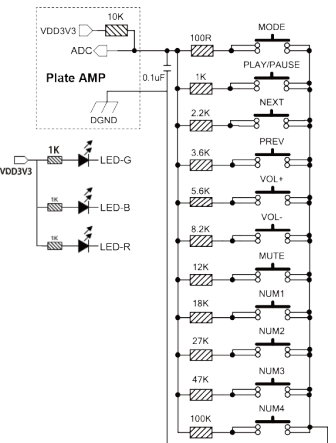 10K
VDD3V3
ADC
Plate AMP
0.1uF
DGND
1K
LED-G
VDD3V3
1K
LED-B
1K
LED-R
MODE
100R
PLAY/PAUSE
1K
NEXT
2.2K
PREV
3.6K
VOL+
5.6K
VOL-
8.2K
MUTE
12K
NUM1
18K
NUM2
27K
NUM3
47K
NUM4
100K